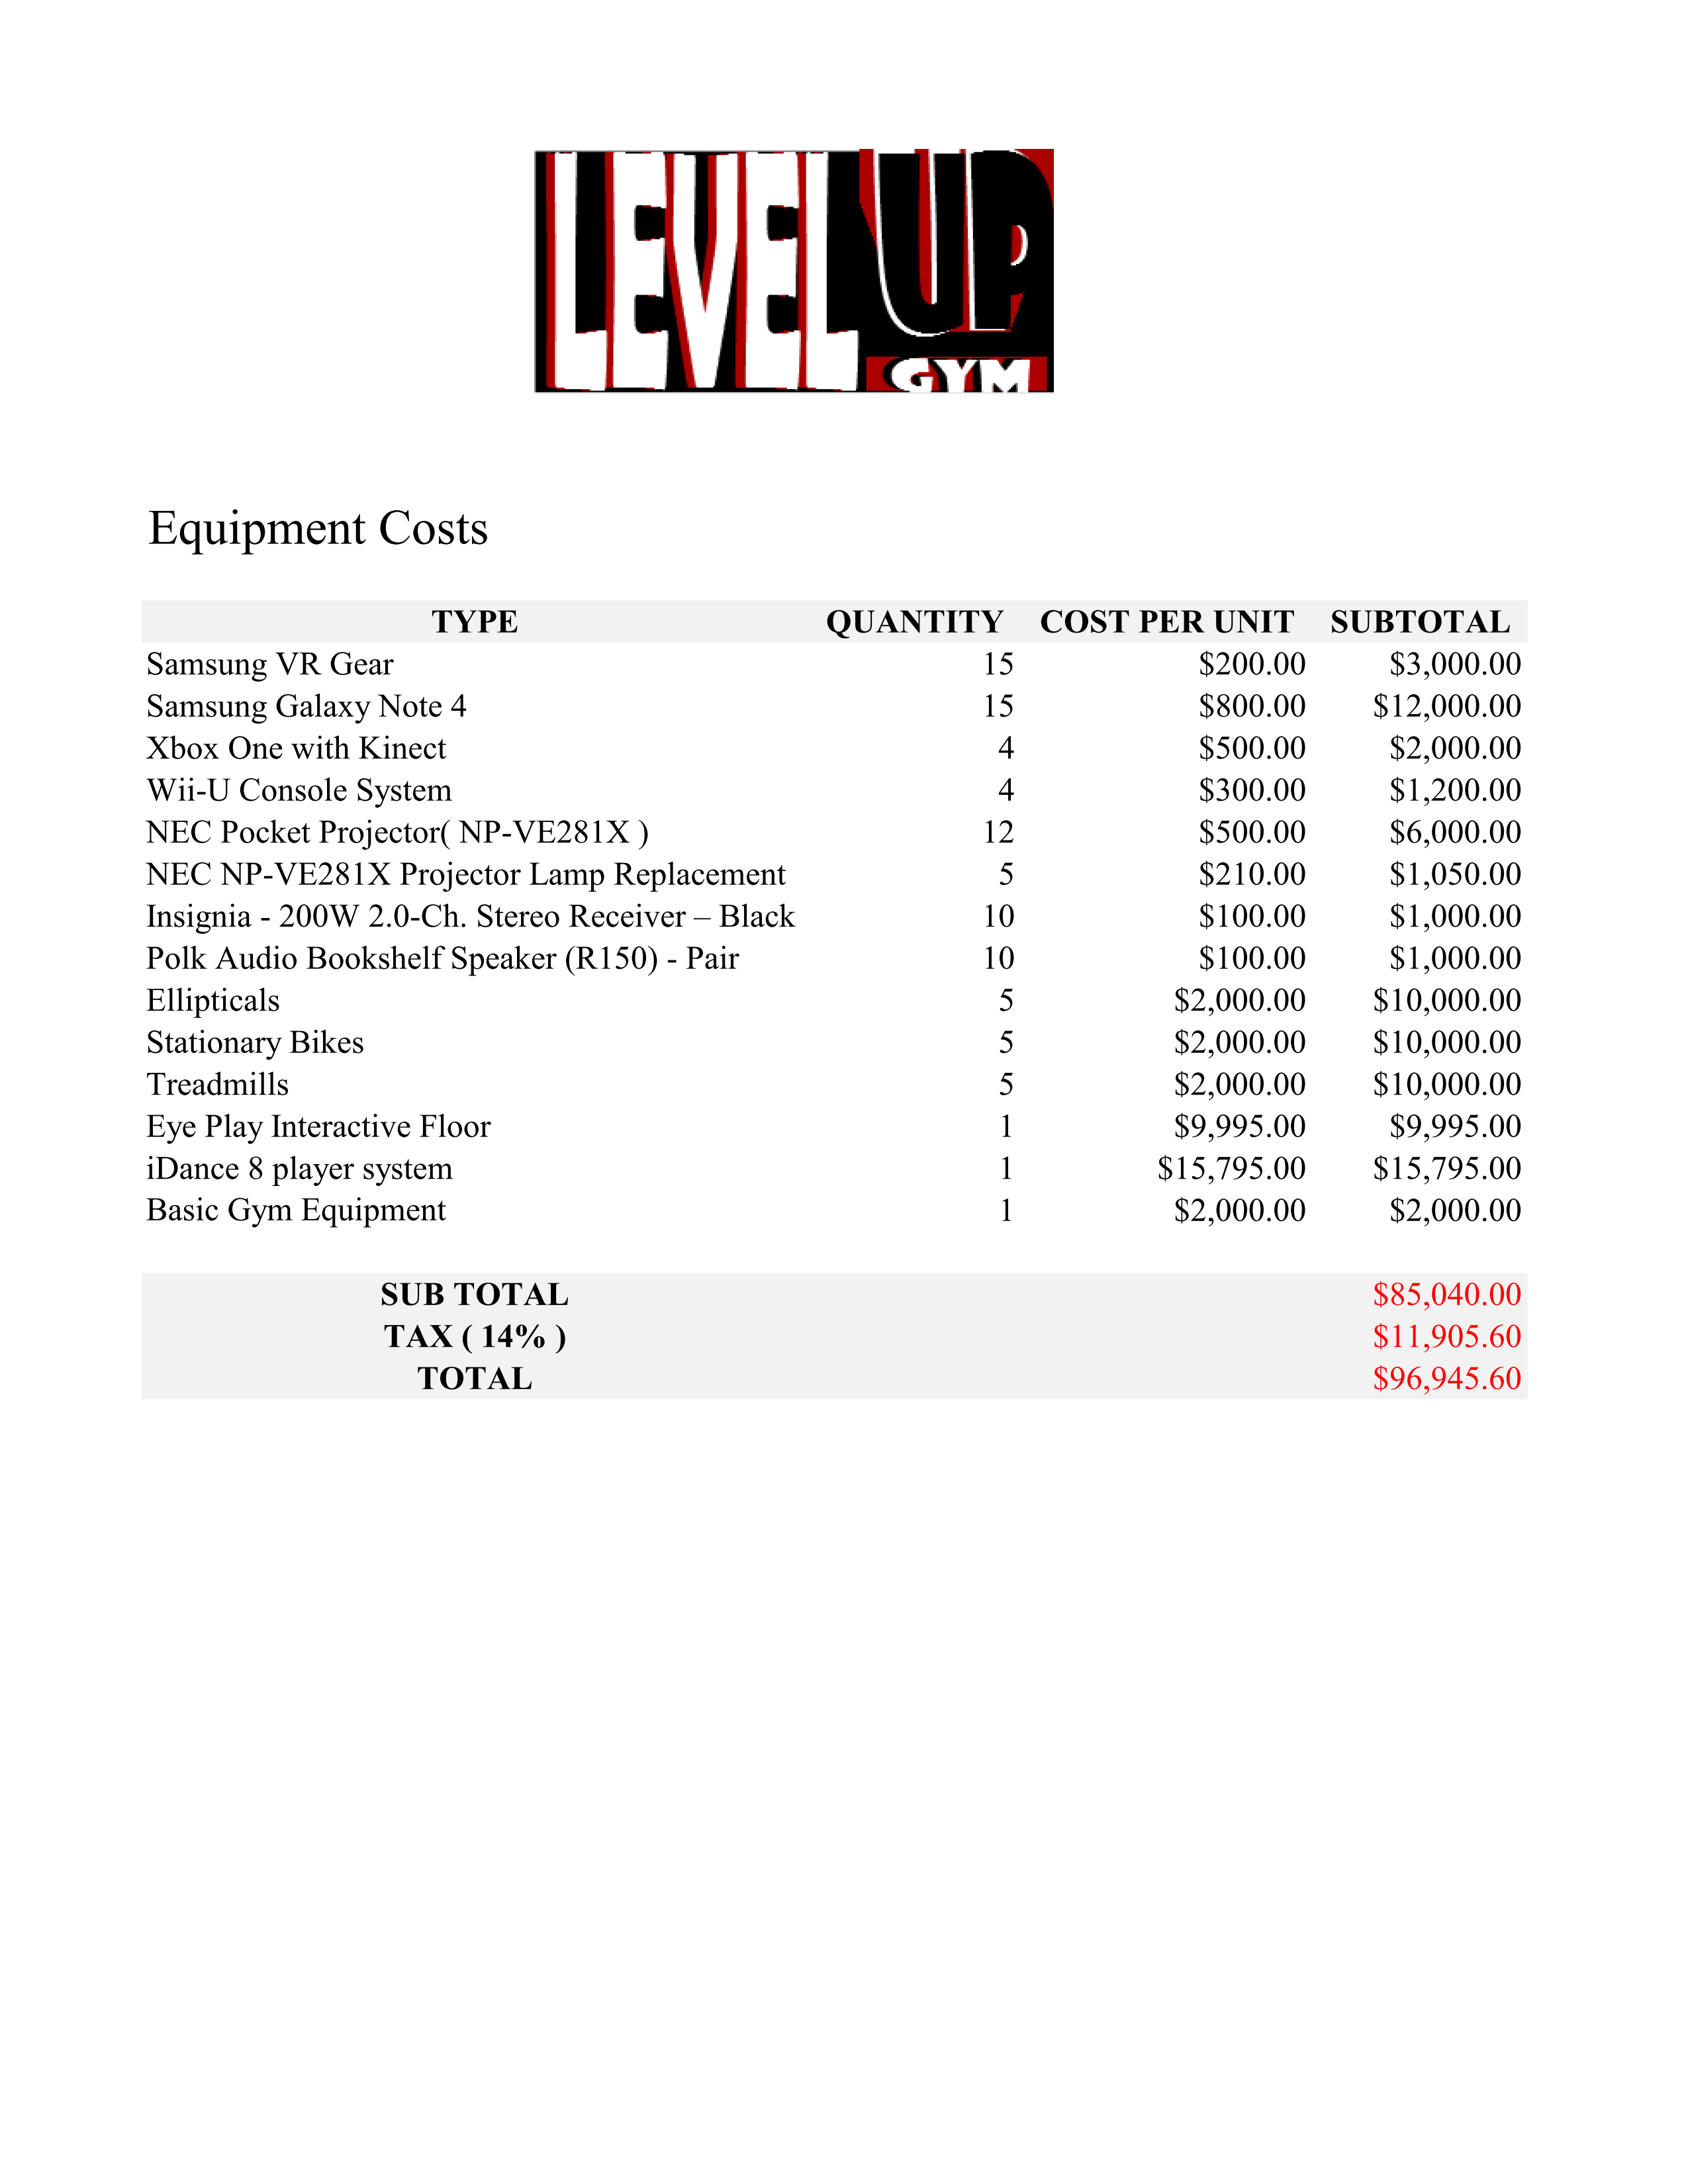 LEVEL UP
GYM
Equipment Costs
TYPE QUANTITY COST PER UNIT SUBTOTAL
Samsung VR Gear 15 $200.00 $3,000.00
Samsung Galaxy Note 4 15 $800.00 $12,000.00
Xbox One with Kinect 4 $500.00 $2,000.00
Wii-U Console System 4 $300.00 $1,200.00
NEC Pocket Projector( NP-VE281X ) 12 $500.00 $6,000.00
NEC NP-VE281X Projector Lamp Replacement 5 $210.00 $1,050.00
Insignia - 200W 2.0-Ch. Stereo Receiver – Black 10 $100.00 $1,000.00
Polk Audio Bookshelf Speaker (R150) - Pair 10 $100.00 $1,000.00
Ellipticals 5 $2,000.00 $10,000.00
Stationary Bikes 5 $2,000.00 $10,000.00
Treadmills 5 $2,000.00 $10,000.00
Eye Play Interactive Floor 1 $9,995.00 $9,995.00
iDance 8 player system 1 $15,795.00 $15,795.00
Basic Gym Equipment 1 $2,000.00 $2,000.00
SUB TOTAL $85,040.00
TAX ( 14% ) $11,905.60
TOTAL $96,945.60